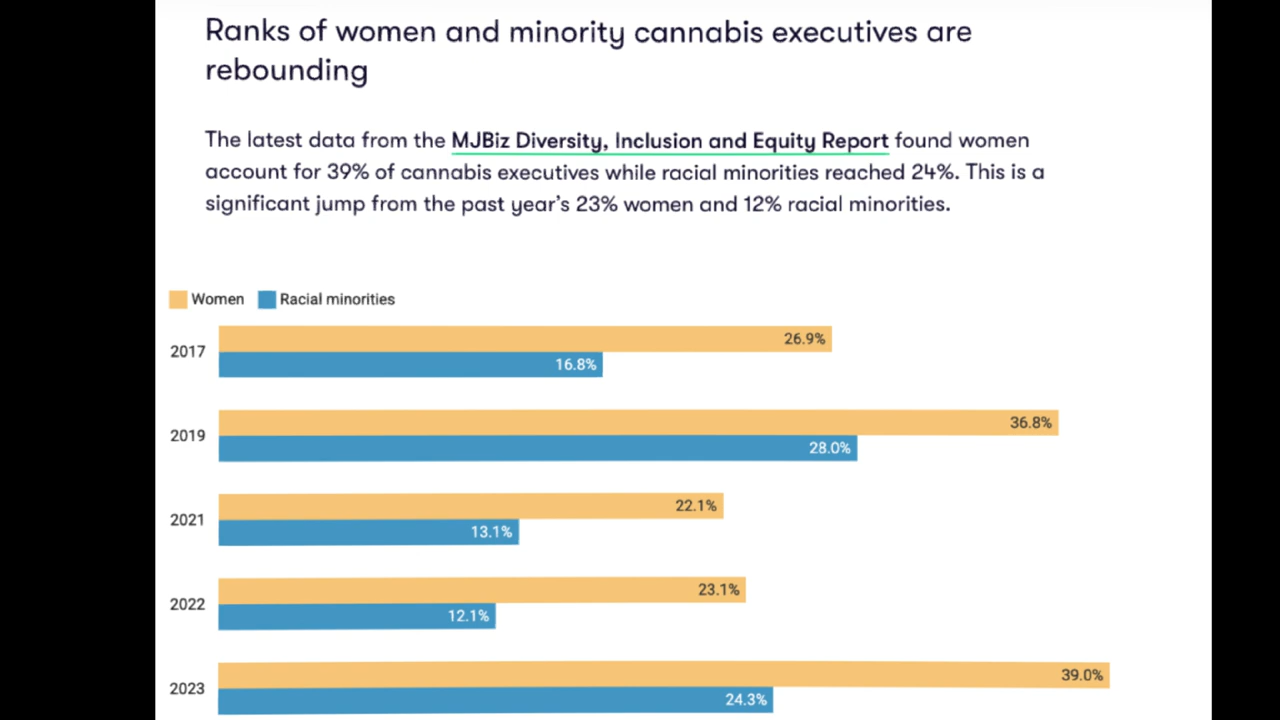 Ranks of women and minority cannabis executives are
rebounding
The latest data from the MJBiz Diversity, Inclusion and Equity Report found women
account for 39% of cannabis executives while racial minorities reached 24%. This is a
significant jump from the past year's 23% women and 12% racial minorities.
Women Racial minorities
26.9%
2017
16.8%
36.8%
2019
28.0%
22.1%
2021
13.1%
23.1%
2022
12.1%
39.0%
2023
24.3%